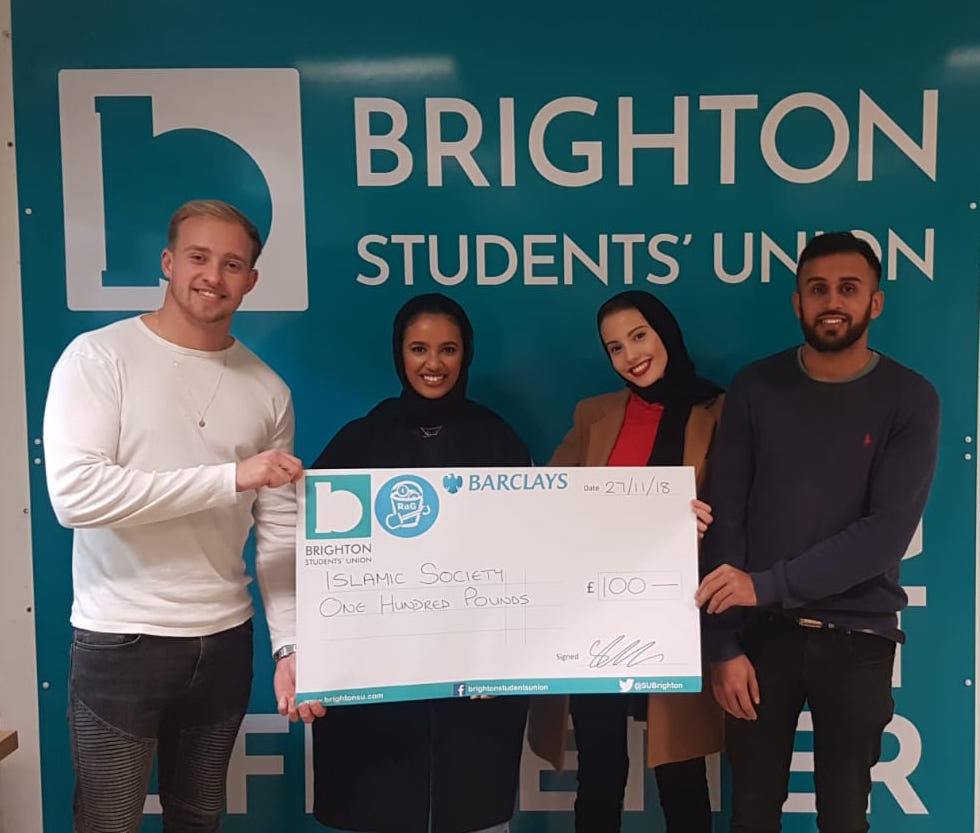 BRIGHTON
STUDENTS' UNION
BARCLAYS
Date 27/11/18
RaG
BRIGHTON
STUDENTS' UNION
ISLAMIC SOCIETY
£ 100 —
ONE HUNDRED POUNDS
Signed
www.brightonsu.com
brightonstudentsunion
@SUBrighton